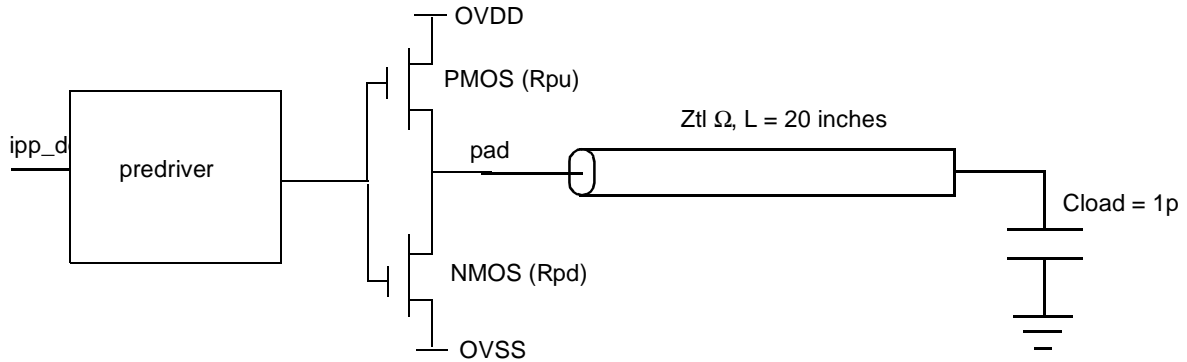 OVDD
PMOS (Rpu)
Ztl Ω, L = 20 inches
ipp_d
predriver
pad
Cload = 1p
NMOS (Rpd)
OVSS